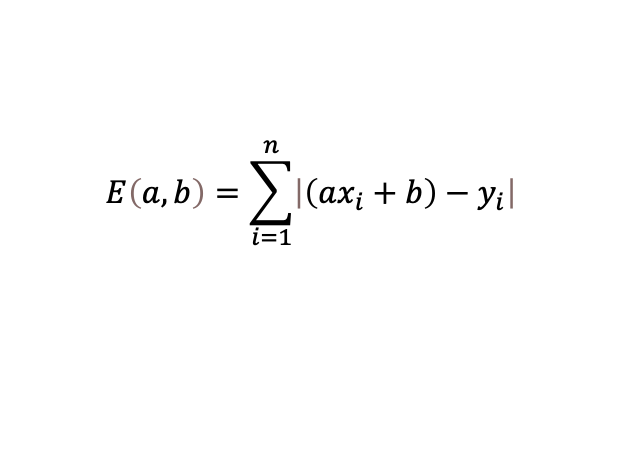 E(a, b) = ∑_{i=1}^{n} |(ax_i + b) − y_i|